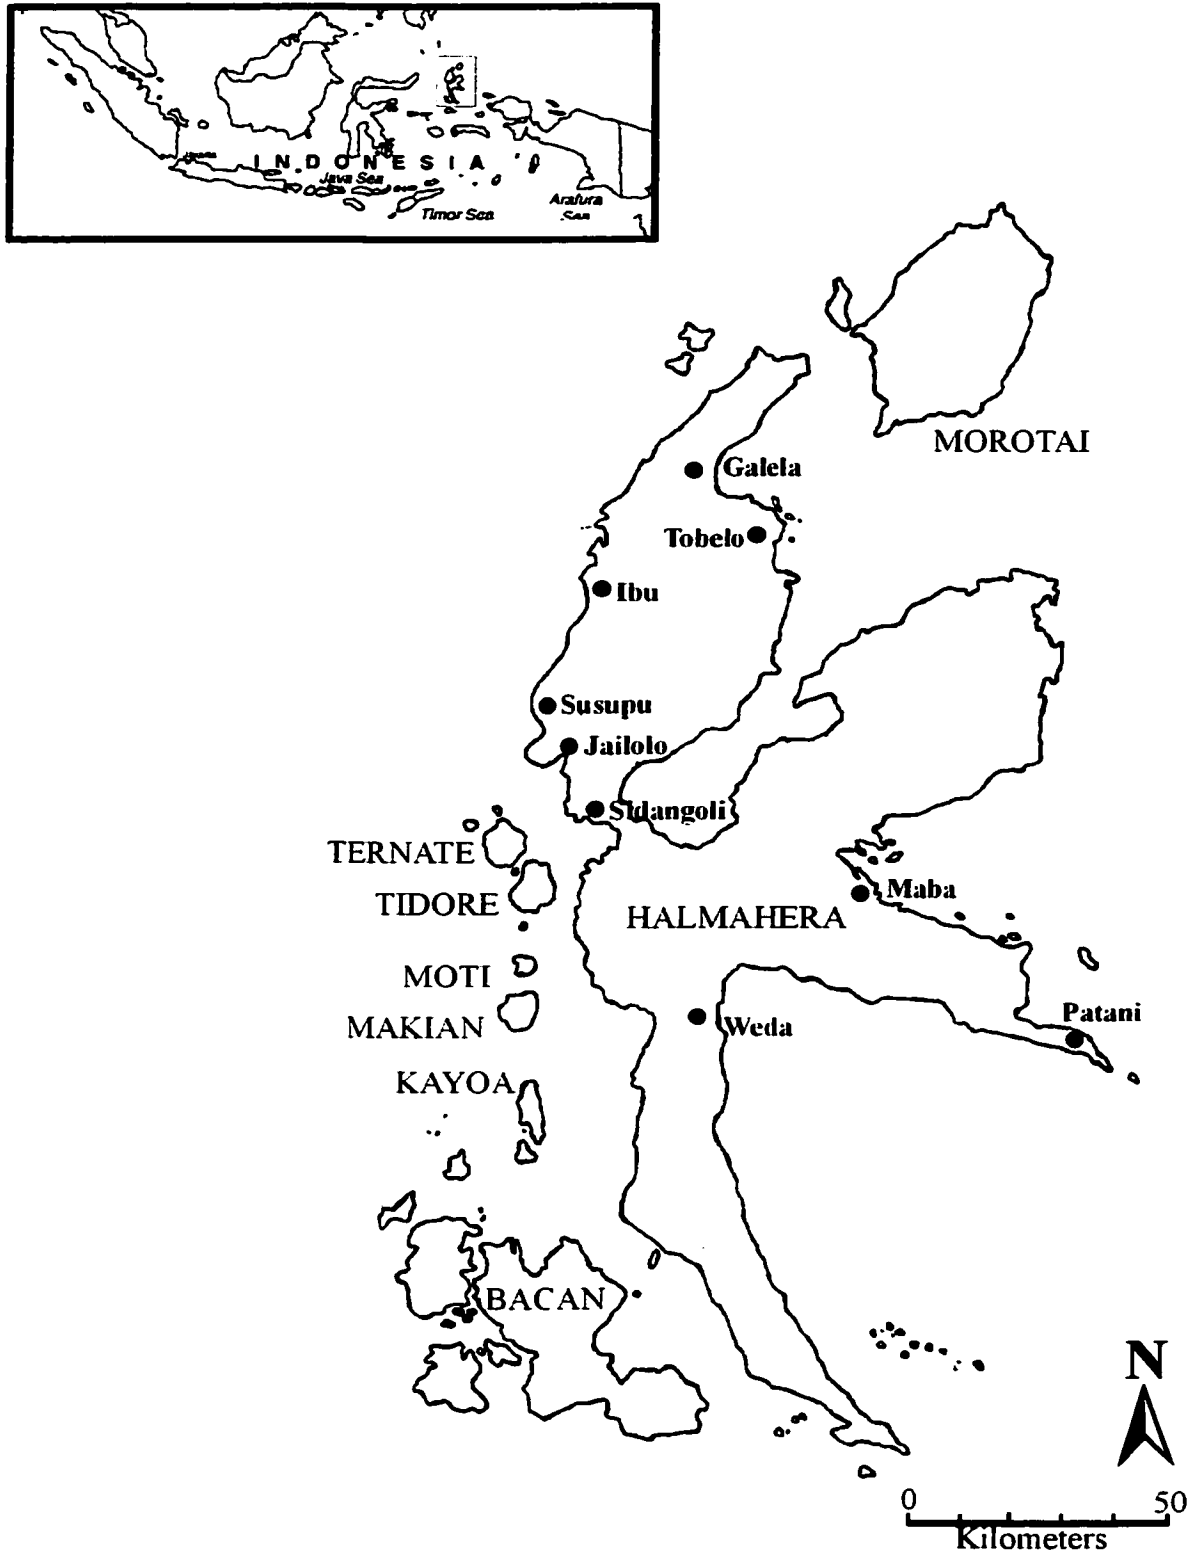 I N D O N E S I A
Java Sea
Timor Sea
Arafura
Sea
MOROTAI
Galela
Tobelo
Ibu
Susupu
Jailolo
Sidangoli
TERNATE
TIDORE
Maba
HALMAHERA
MOTI
MAKIAN
Patani
Weda
KAYOA
BACAN
N
0 50
Kilometers